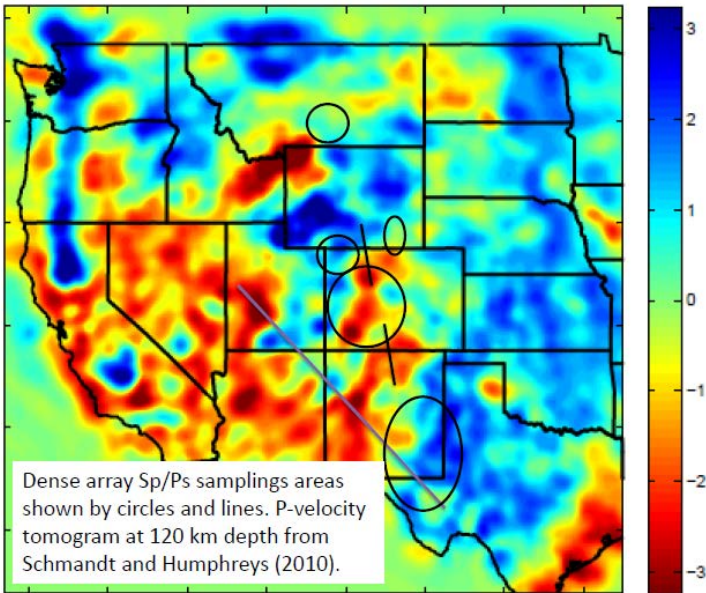 3
2
1
0
−1
−2
−3
Dense array Sp/Ps samplings areas
shown by circles and lines. P-velocity
tomogram at 120 km depth from
Schmandt and Humphreys (2010).